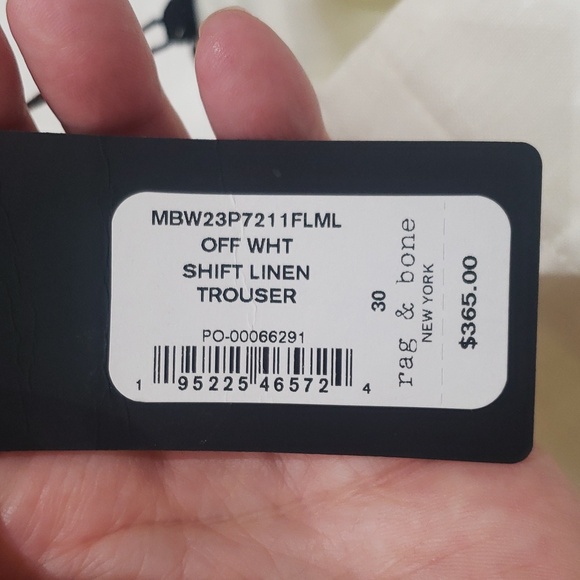 MBW23P7211FLML
OFF WHT
SHIFT LINEN
TROUSER
PO-00066291
1 95225 46572 4
30
rag & bone
NEW YORK
$365.00